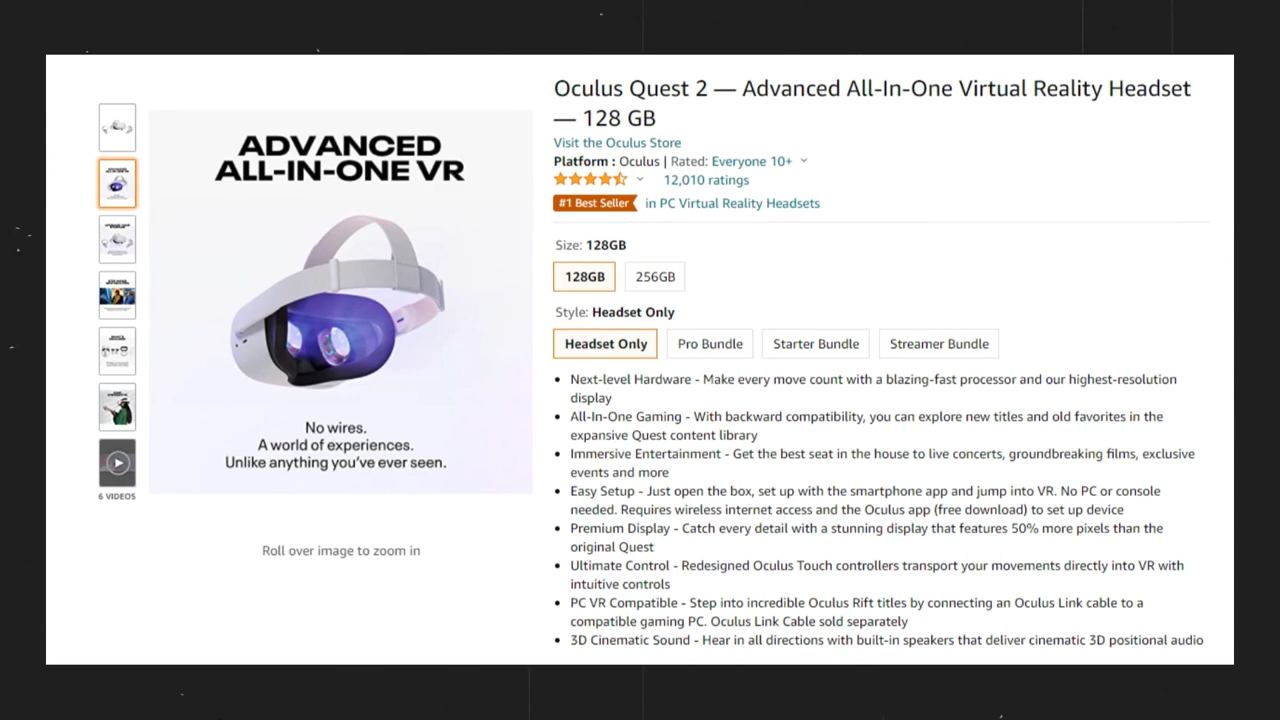 ADVANCED
ALL-IN-ONE VR
No wires.
A world of experiences.
Unlike anything you've ever seen.
6 VIDEOS
Roll over image to zoom in
Oculus Quest 2 — Advanced All-In-One Virtual Reality Headset
— 128 GB
Visit the Oculus Store
Platform : Oculus | Rated: Everyone 10+
12,010 ratings
#1 Best Seller in PC Virtual Reality Headsets
Size: 128GB
128GB 256GB
Style: Headset Only
Headset Only Pro Bundle Starter Bundle Streamer Bundle
• Next-level Hardware - Make every move count with a blazing-fast processor and our highest-resolution
display
• All-In-One Gaming - With backward compatibility, you can explore new titles and old favorites in the
expansive Quest content library
• Immersive Entertainment - Get the best seat in the house to live concerts, groundbreaking films, exclusive
events and more
• Easy Setup - Just open the box, set up with the smartphone app and jump into VR. No PC or console
needed. Requires wireless internet access and the Oculus app (free download) to set up device
• Premium Display - Catch every detail with a stunning display that features 50% more pixels than the
original Quest
• Ultimate Control - Redesigned Oculus Touch controllers transport your movements directly into VR with
intuitive controls
• PC VR Compatible - Step into incredible Oculus Rift titles by connecting an Oculus Link cable to a
compatible gaming PC. Oculus Link Cable sold separately
• 3D Cinematic Sound - Hear in all directions with built-in speakers that deliver cinematic 3D positional audio